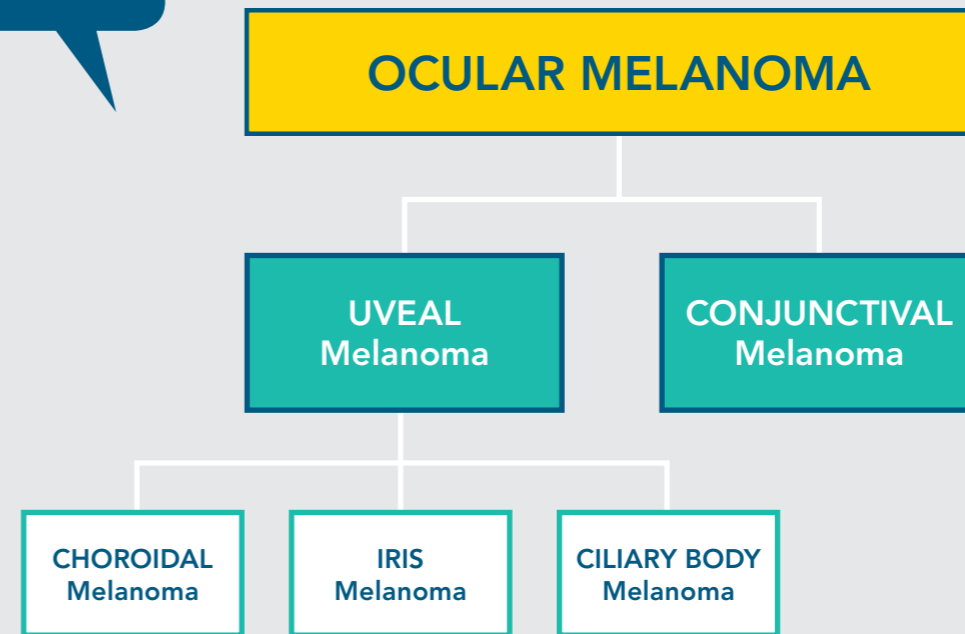 OCULAR MELANOMA
UVEAL
Melanoma
CONJUNCTIVAL
Melanoma
CHOROIDAL
Melanoma
IRIS
Melanoma
CILIARY BODY
Melanoma